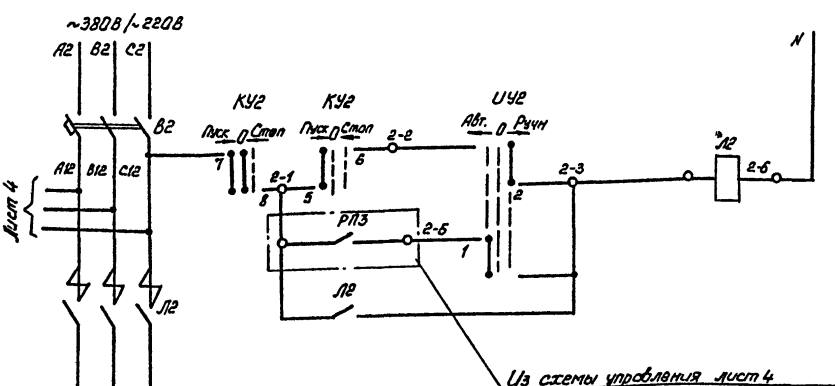 ~380В/~220В
А2 В2 С2
N
КУ2 КУ2 УУ2
Пуск 0 Стоп Пуск 0 Стоп Авт. 0 Ручн
В2
7 6 2-2
А12 В12 С12
2-1 2-3 Л2 2-6
8 5 2
Лист 4
РП3 2-5 1
Л2
Л2
Из схемы управления лист 4